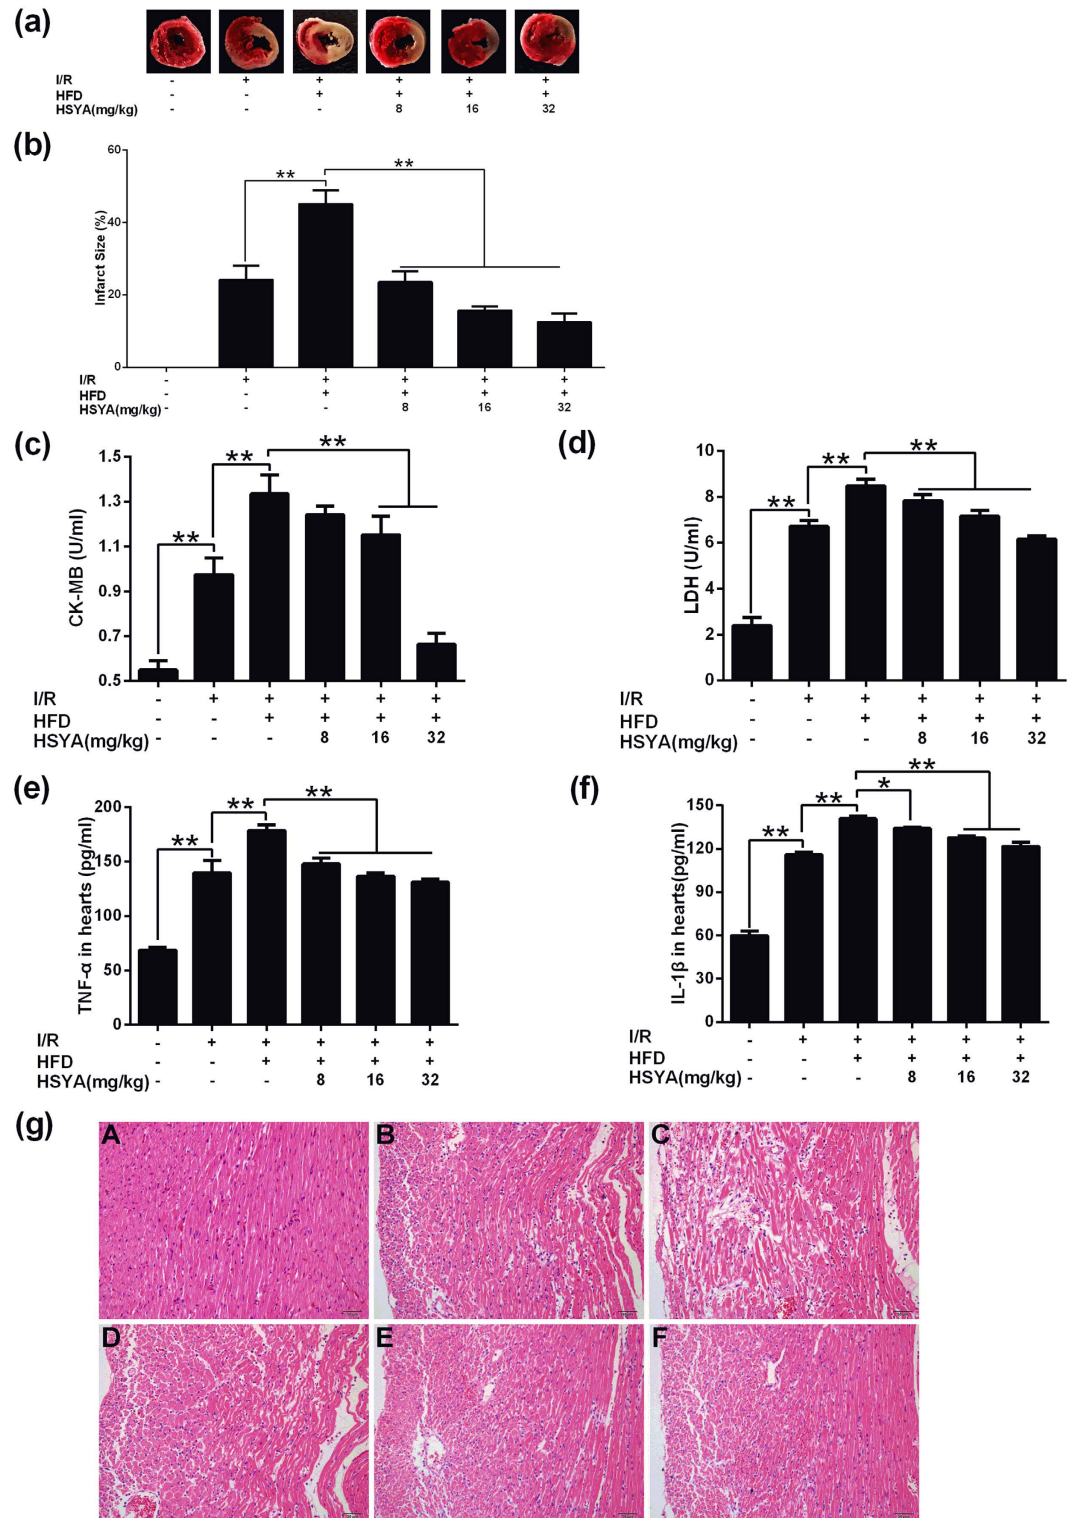 (a)
I/R - + + + + +
HFD - - + + + +
HSYA(mg/kg) - - - 8 16 32
(b)
** **
Infarct Size (%)
60
40
20
0
I/R - + + + + +
HFD - - + + + +
HSYA(mg/kg) - - - 8 16 32
(c)
** ** **
CK-MB (U/ml)
1.5
1.3
1.1
0.9
0.7
0.5
I/R - + + + + +
HFD - - + + + +
HSYA(mg/kg) - - - 8 16 32
(d)
** ** **
LDH (U/ml)
10
8
6
4
2
0
I/R - + + + + +
HFD - - + + + +
HSYA(mg/kg) - - - 8 16 32
(e)
** ** **
TNF-α in hearts (pg/ml)
200
150
100
50
0
I/R - + + + + +
HFD - - + + + +
HSYA(mg/kg) - - - 8 16 32
(f)
** ** * **
IL-1β in hearts(pg/ml)
150
120
90
60
30
0
I/R - + + + + +
HFD - - + + + +
HSYA(mg/kg) - - - 8 16 32
(g)
A B C
D E F